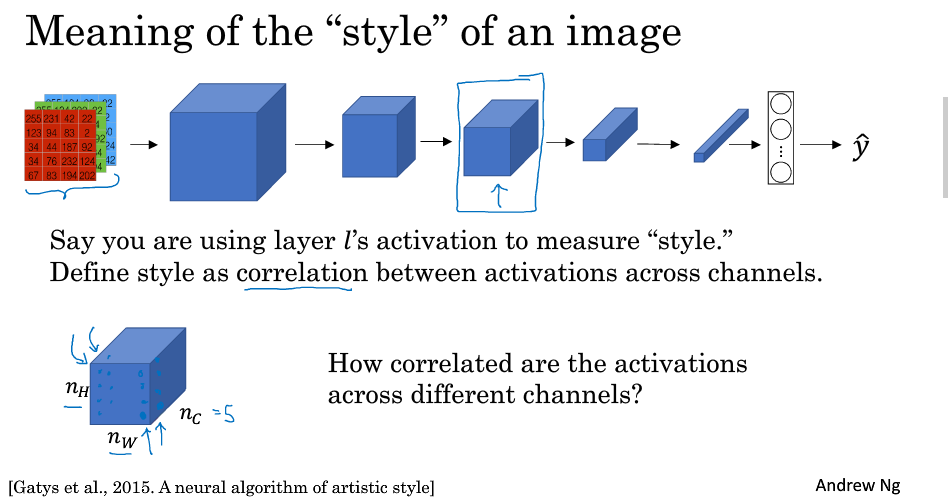 Meaning of the “style” of an image
255 231 42 22
123 94 83 2
34 44 187 92
34 76 232 124
67 83 194 202
ŷ
Say you are using layer l’s activation to measure “style.”
Define style as correlation between activations across channels.
How correlated are the activations
across different channels?
n_H
n_C = 5
n_W
[Gatys et al., 2015. A neural algorithm of artistic style]
Andrew Ng